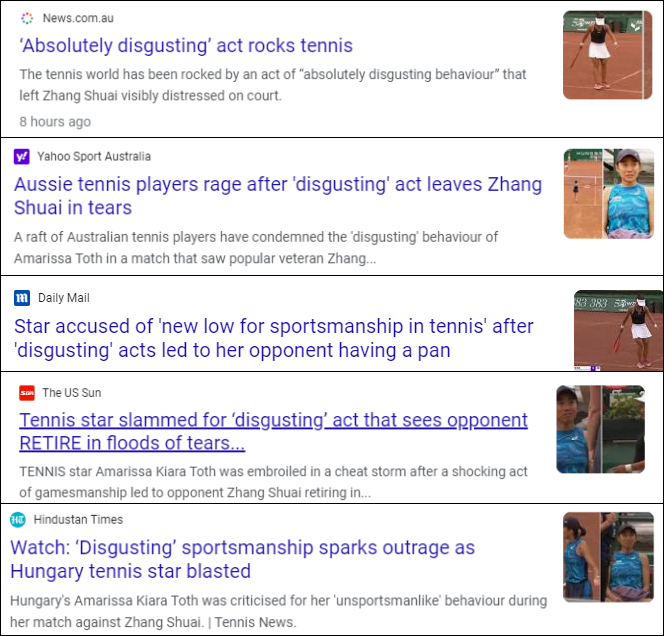 News.com.au
‘Absolutely disgusting’ act rocks tennis
The tennis world has been rocked by an act of “absolutely disgusting behaviour” that
left Zhang Shuai visibly distressed on court.
8 hours ago
Yahoo Sport Australia
Aussie tennis players rage after 'disgusting' act leaves Zhang
Shuai in tears
A raft of Australian tennis players have condemned the 'disgusting' behaviour of
Amarissa Toth in a match that saw popular veteran Zhang...
Daily Mail
Star accused of 'new low for sportsmanship in tennis' after
'disgusting' acts led to her opponent having a pan
The US Sun
Tennis star slammed for ‘disgusting’ act that sees opponent
RETIRE in floods of tears...
TENNIS star Amarissa Kiara Toth was embroiled in a cheat storm after a shocking act
of gamesmanship led to opponent Zhang Shuai retiring in...
Hindustan Times
Watch: ‘Disgusting’ sportsmanship sparks outrage as
Hungary tennis star blasted
Hungary's Amarissa Kiara Toth was criticised for her 'unsportsmanlike' behaviour during
her match against Zhang Shuai. | Tennis News.